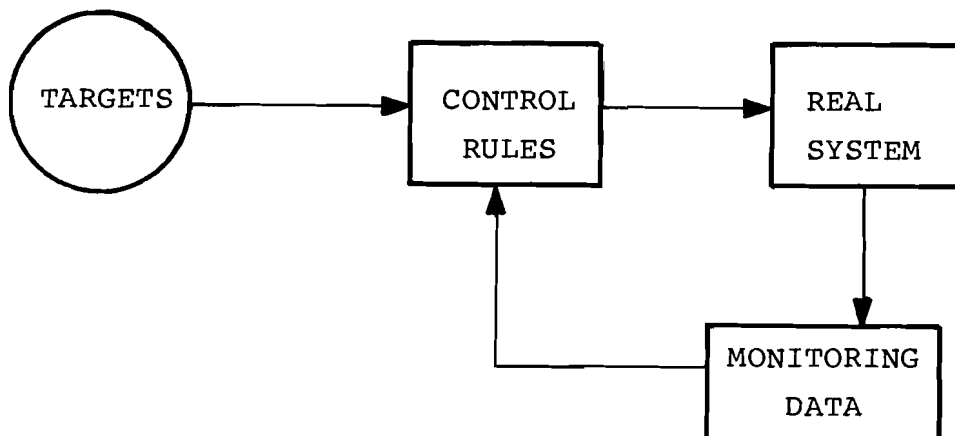 TARGETS
CONTROL
RULES
REAL
SYSTEM
MONITORING
DATA